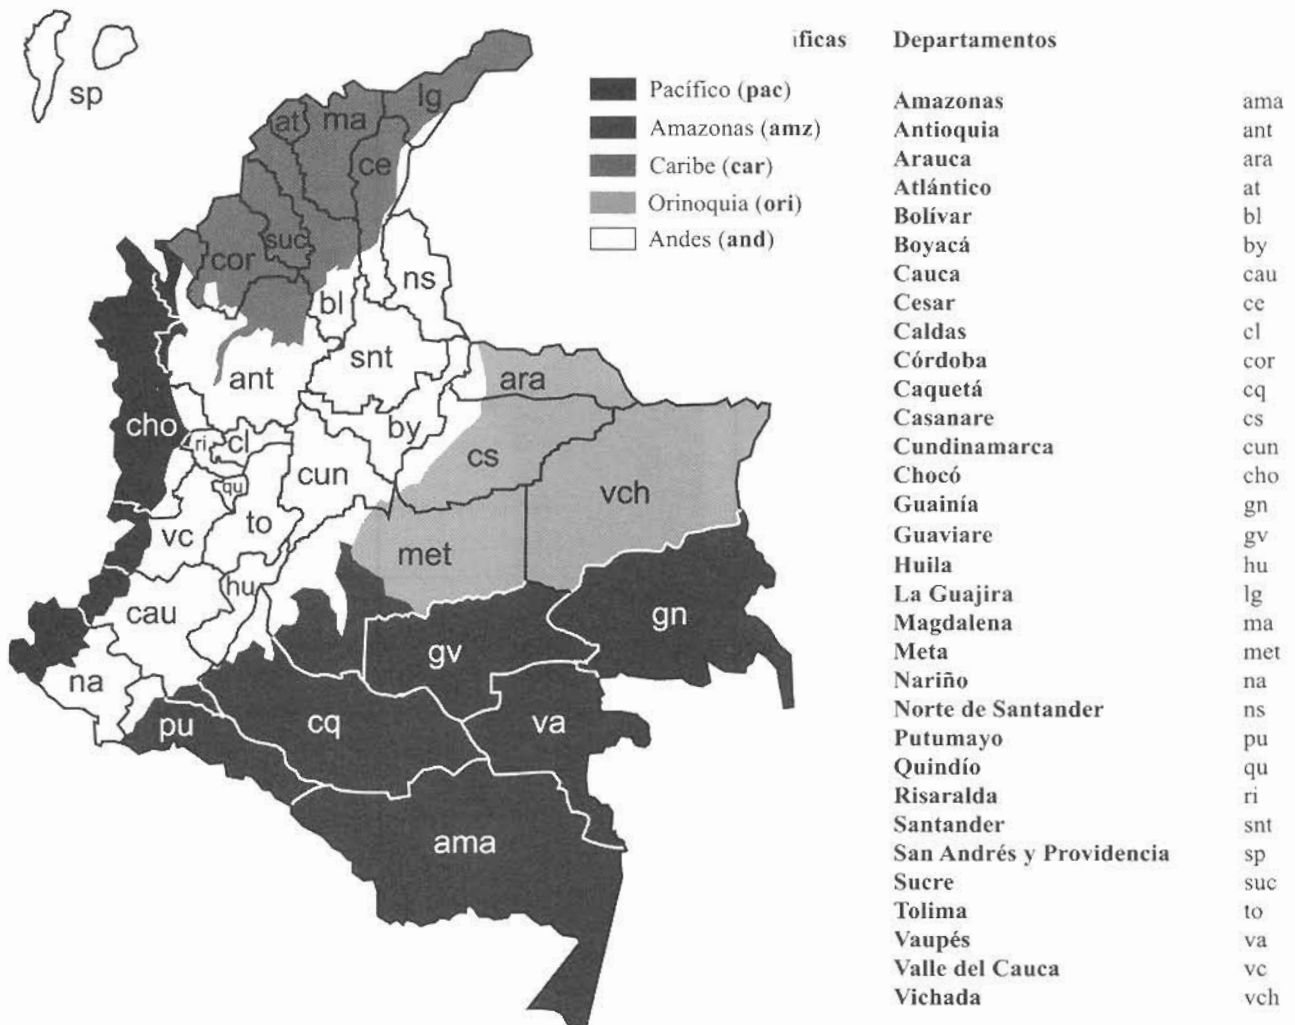 ificas
Pacífico (pac)
Amazonas (amz)
Caribe (car)
Orinoquia (ori)
Andes (and)
Departamentos
Amazonas ama
Antioquia ant
Arauca ara
Atlántico at
Bolívar bl
Boyacá by
Cauca cau
Cesar ce
Caldas cl
Córdoba cor
Caquetá cq
Casanare cs
Cundinamarca cun
Chocó cho
Guainía gn
Guaviare gv
Huila hu
La Guajira lg
Magdalena ma
Meta met
Nariño na
Norte de Santander ns
Putumayo pu
Quindío qu
Risaralda ri
Santander snt
San Andrés y Providencia sp
Sucre suc
Tolima to
Vaupés va
Valle del Cauca vc
Vichada vch
sp
lg
at
ma
ce
suc
cor
ns
bl
snt
ant
ara
cho
by
ri
cl
cs
cun
qu
vch
to
vc
met
hu
cau
gn
gv
na
cq
va
pu
ama